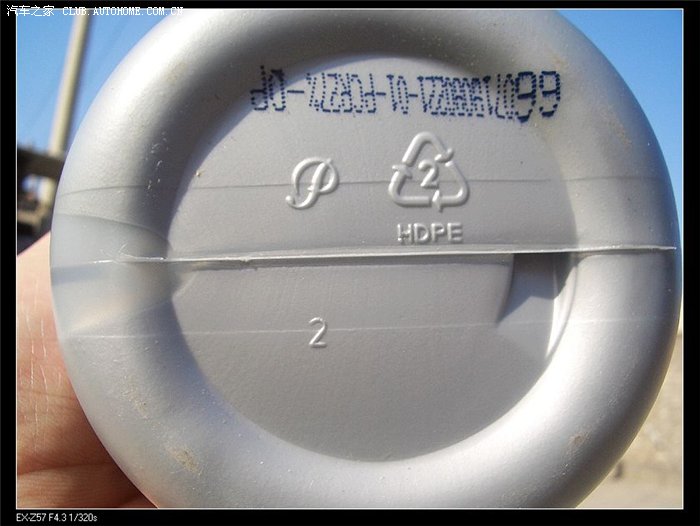 汽车之家 CLUB.AUTOHOME.COM.CN
P
2
HDPE
2
EX-Z57 F4.3 1/320s